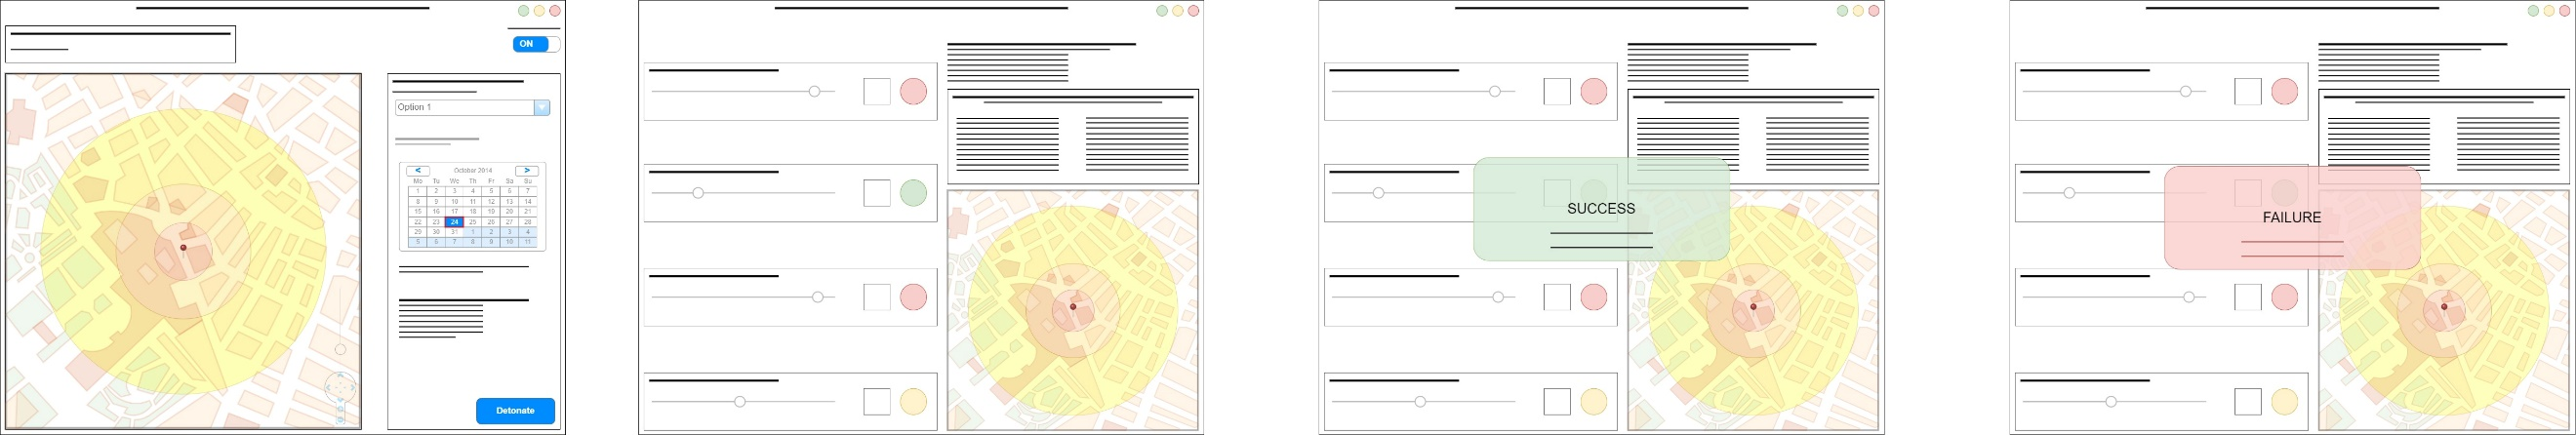 ON
Option 1
< October 2014 >
Mo Tu We Th Fr Sa Su
1 2 3 4 5 6 7
8 9 10 11 12 13 14
15 16 17 18 19 20 21
22 23 24 25 26 27 28
29 30 31 1 2 3 4
5 6 7 8 9 10 11
Detonate
SUCCESS
FAILURE